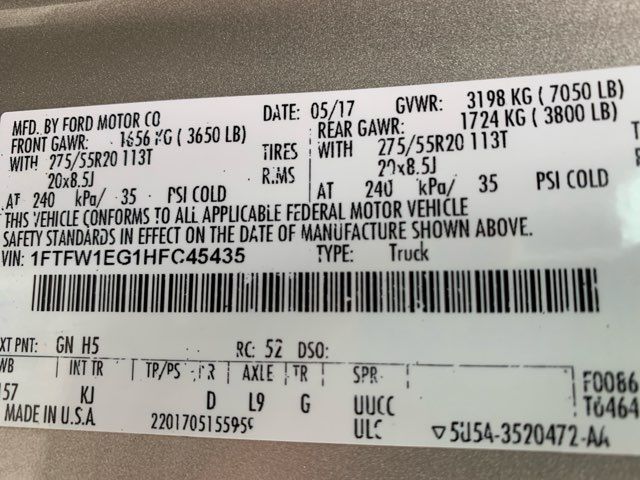 MFD. BY FORD MOTOR CO DATE: 05/17 GVWR: 3198 KG ( 7050 LB)
FRONT GAWR: 1656 KG ( 3650 LB) REAR GAWR: 1724 KG ( 3800 LB)
WITH 275/55R20 113T TIRES WITH 275/55R20 113T
20x8.5J RIMS 20x8.5J
AT 240 kPa/ 35 PSI COLD AT 240 kPa/ 35 PSI COLD
THIS VEHICLE CONFORMS TO ALL APPLICABLE FEDERAL MOTOR VEHICLE
SAFETY STANDARDS IN EFFECT ON THE DATE OF MANUFACTURE SHOWN ABOVE.
VIN: 1FTFW1EG1HFC45435 TYPE: Truck
XT PNT: GN H5 RC: 52 DSO:
WB INT TR TP/PS R AXLE TR SPR F0086
157 KJ D L9 G UUCC T0464
MADE IN U.S.A. 22017051559 ULC ▽5U5A-3520472-AA